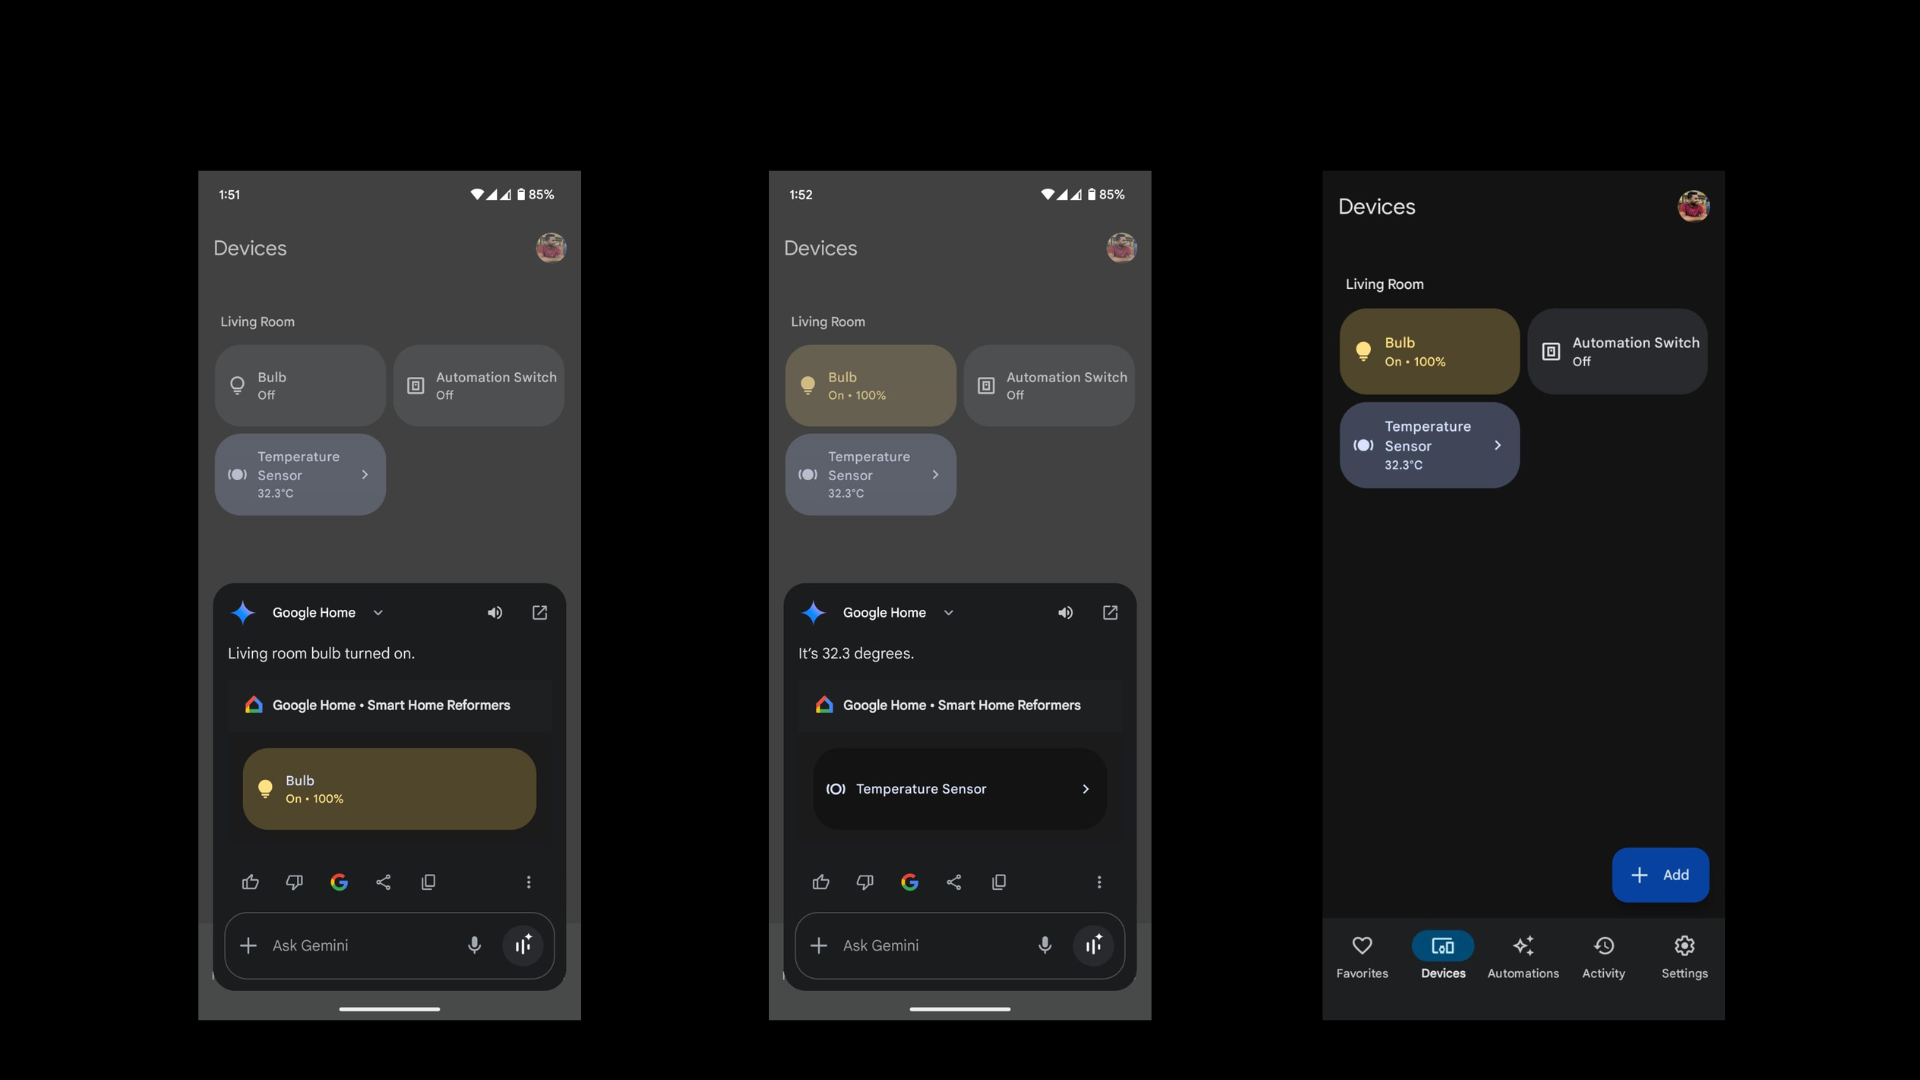 1:51
85%
Devices
Living Room
Bulb
Off
Automation Switch
Off
Temperature
Sensor
32.3°C
Google Home
Living room bulb turned on.
Google Home • Smart Home Reformers
Bulb
On • 100%
Ask Gemini
1:52
85%
Devices
Living Room
Bulb
On • 100%
Automation Switch
Off
Temperature
Sensor
32.3°C
Google Home
It's 32.3 degrees.
Google Home • Smart Home Reformers
Temperature Sensor
Ask Gemini
Devices
Living Room
Bulb
On • 100%
Automation Switch
Off
Temperature
Sensor
32.3°C
Add
Favorites
Devices
Automations
Activity
Settings